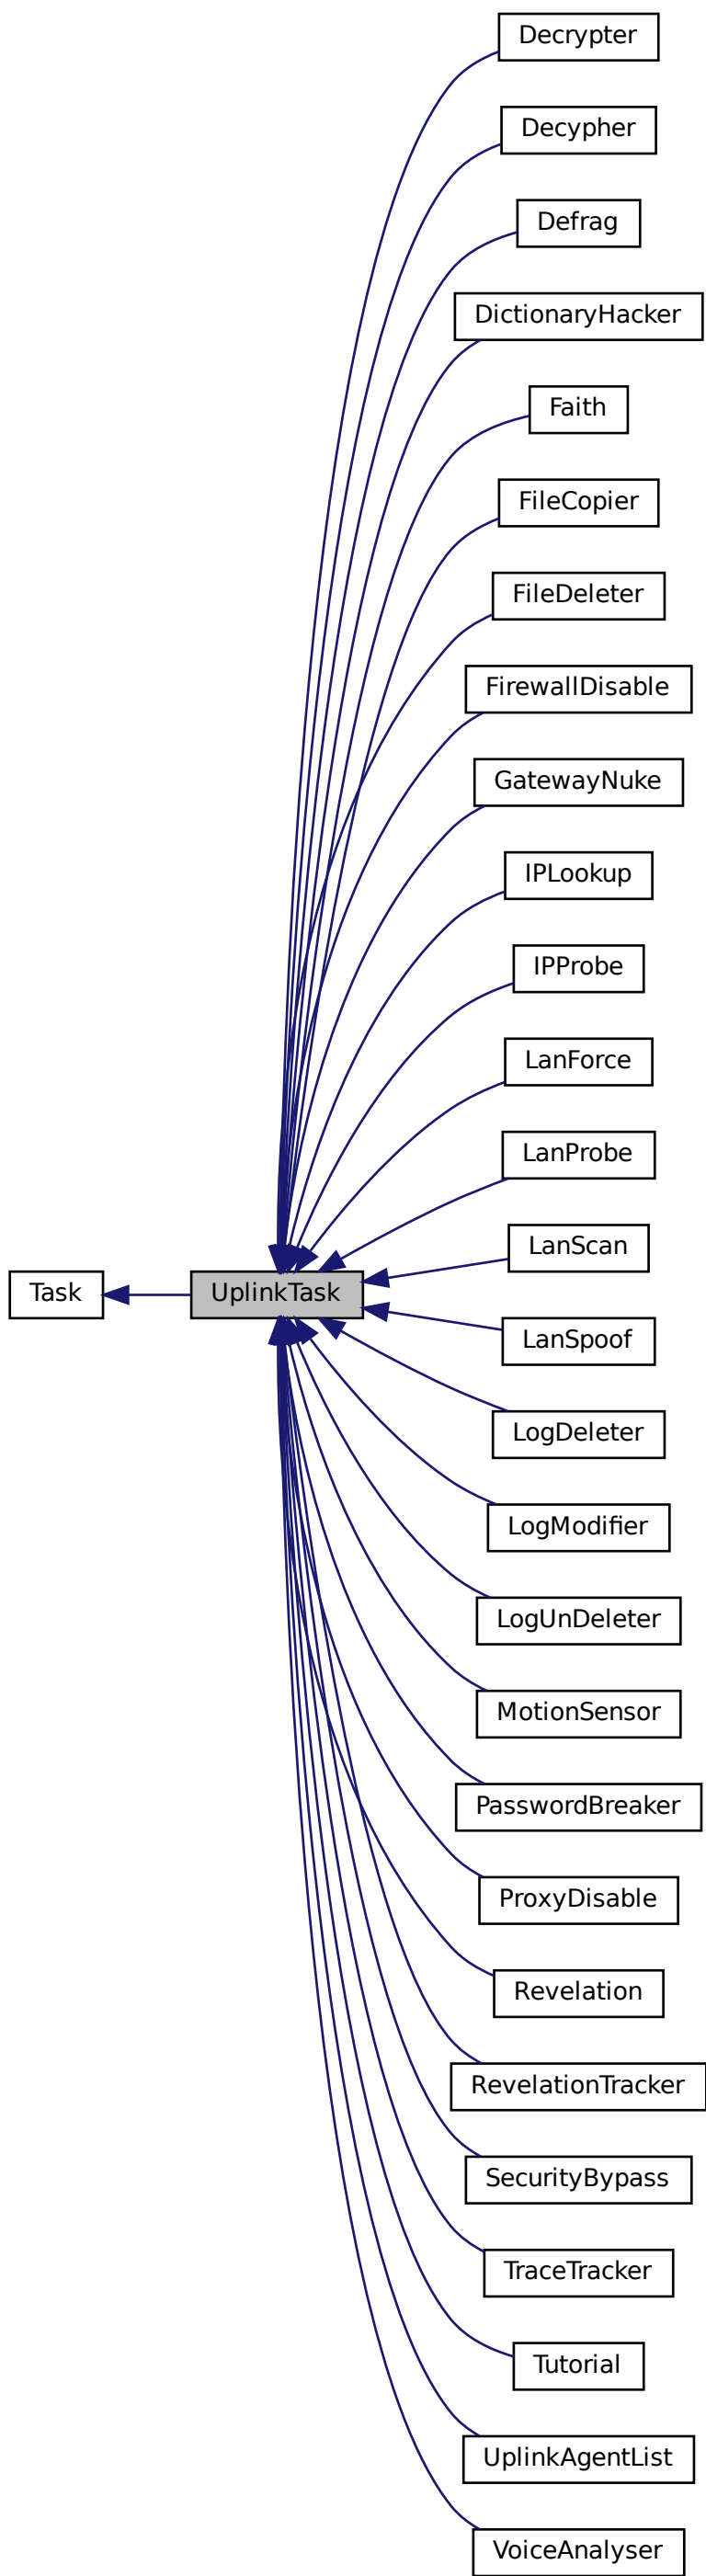 Decrypter
Decypher
Defrag
DictionaryHacker
Faith
FileCopier
FileDeleter
FirewallDisable
GatewayNuke
IPLookup
IPProbe
LanForce
LanProbe
LanScan
Task
UplinkTask
LanSpoof
LogDeleter
LogModifier
LogUnDeleter
MotionSensor
PasswordBreaker
ProxyDisable
Revelation
RevelationTracker
SecurityBypass
TraceTracker
Tutorial
UplinkAgentList
VoiceAnalyser